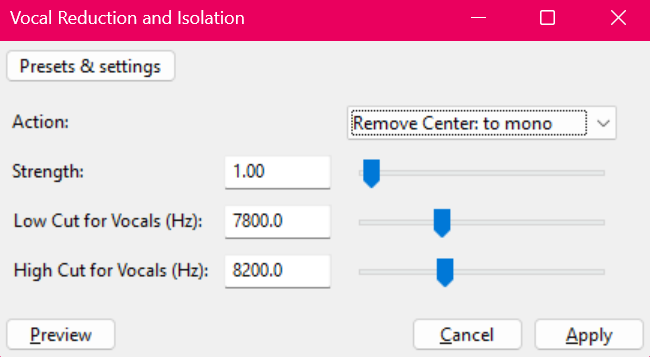 Vocal Reduction and Isolation
Presets & settings
Action: Remove Center: to mono
Strength: 1.00
Low Cut for Vocals (Hz): 7800.0
High Cut for Vocals (Hz): 8200.0
Preview Cancel Apply